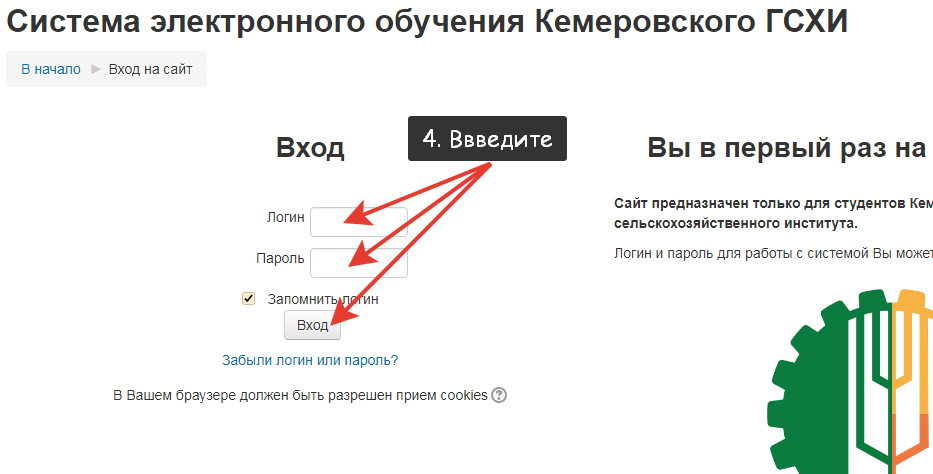 Система электронного обучения Кемеровского ГСХИ
В начало ► Вход на сайт
4. Ввведите
Вход
Логин
Пароль
Запомнить логин
Вход
Забыли логин или пароль?
В Вашем браузере должен быть разрешен прием cookies ?
Вы в первый раз на
Сайт предназначен только для студентов Кем
сельскохозяйственного института.
Логин и пароль для работы с системой Вы может